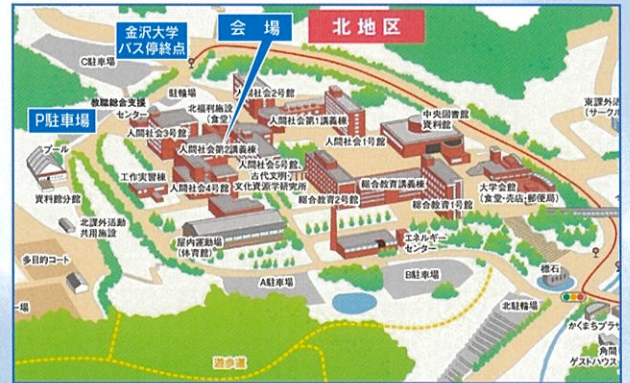 金沢大学
バス停終点
会場
北地区
C駐車場
駐輪場
教職総合支援
センター
北福利施設
(食堂)
社会2号館
人間社会第1講義棟
中央図書館
資料館
P駐車場
人間社会3号館
人間社会第2講義棟
人間社会1号館
プール
資料館分館
工作実習棟
人間社会4号館
人間社会5号館
古代文明・
文化資源学研究所
総合教育講義棟
総合教育2号館
総合教育1号館
大学会館
(食堂・売店・郵便局)
東課外活
(サークル
北課外活動
共用施設
屋内運動場
(体育館)
エネルギー
センター
多目的コート
A駐車場
B駐車場
標石
北駐輪場
かくまちプラザ
角間
ゲストハウス
遊歩道
ー場